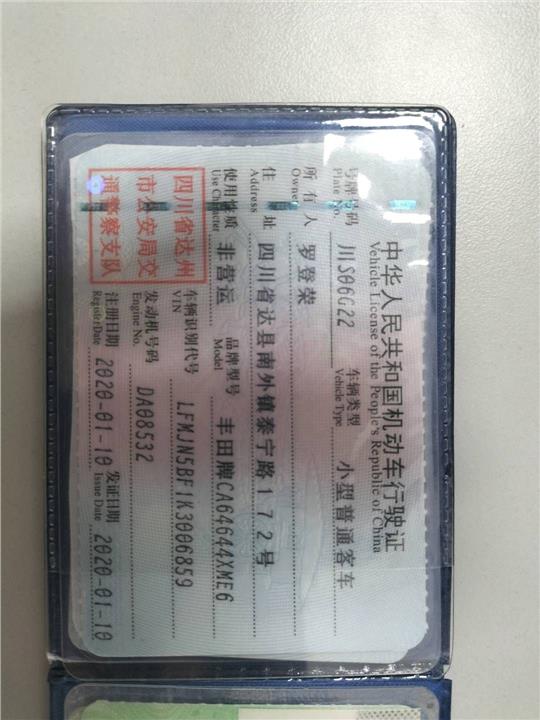 中华人民共和国机动车行驶证
Vehicle License of the People's Republic of China
号牌号码 川S06G22 车辆类型 小型普通客车
Plate No. Vehicle Type
所有人 罗登荣
Owner
住址 四川省达县南外镇泰宁路172号
Address
使用性质 非营运 品牌型号 丰田牌CA64644XME6
Use Character Model
四川省达州
市公安局交
通警察支队
车辆识别代号 LFMJN5BF1K3006859
VIN
发动机号码 DA08532
Engine No.
注册日期 2020-01-10 发证日期 2020-01-10
Register Date Issue Date